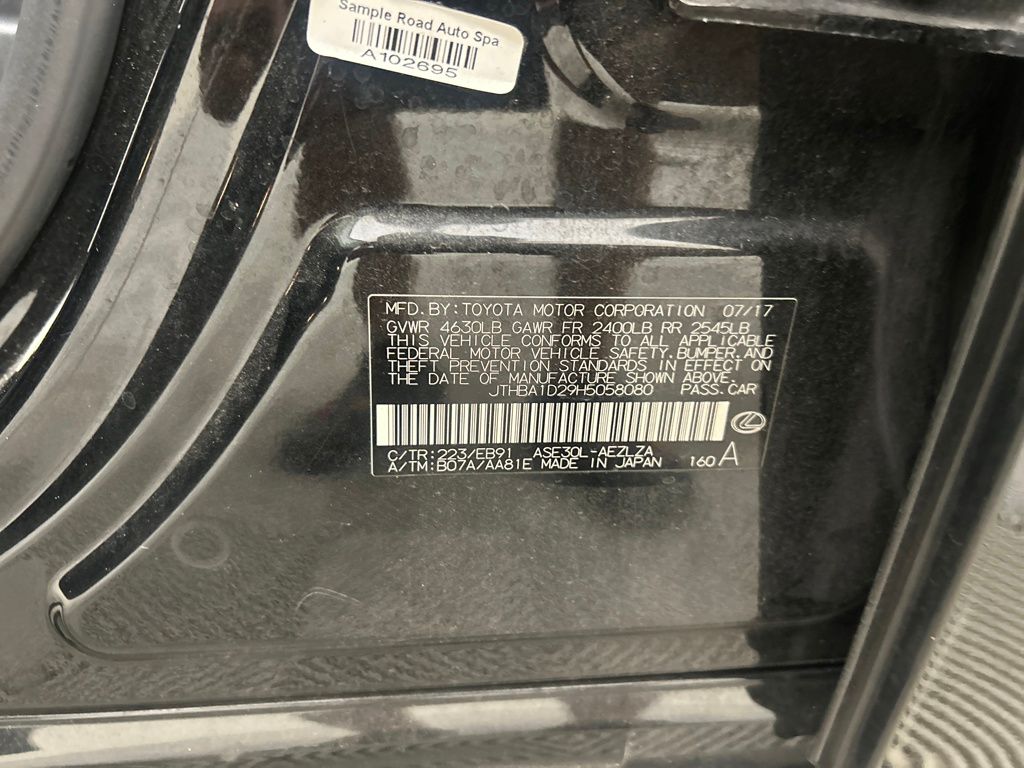 Sample Road Auto Spa
A102695
MFD. BY: TOYOTA MOTOR CORPORATION 07/17
GVWR 4630LB GAWR FR 2400LB RR 2545LB
THIS VEHICLE CONFORMS TO ALL APPLICABLE
FEDERAL MOTOR VEHICLE SAFETY, BUMPER, AND
THEFT PREVENTION STANDARDS IN EFFECT ON
THE DATE OF MANUFACTURE SHOWN ABOVE.
JTHBA1D29H5058080 PASS. CAR
C/TR: 223/EB91 ASE30L-AEZLZA
A/TM: B07A/AA81E MADE IN JAPAN 160 A